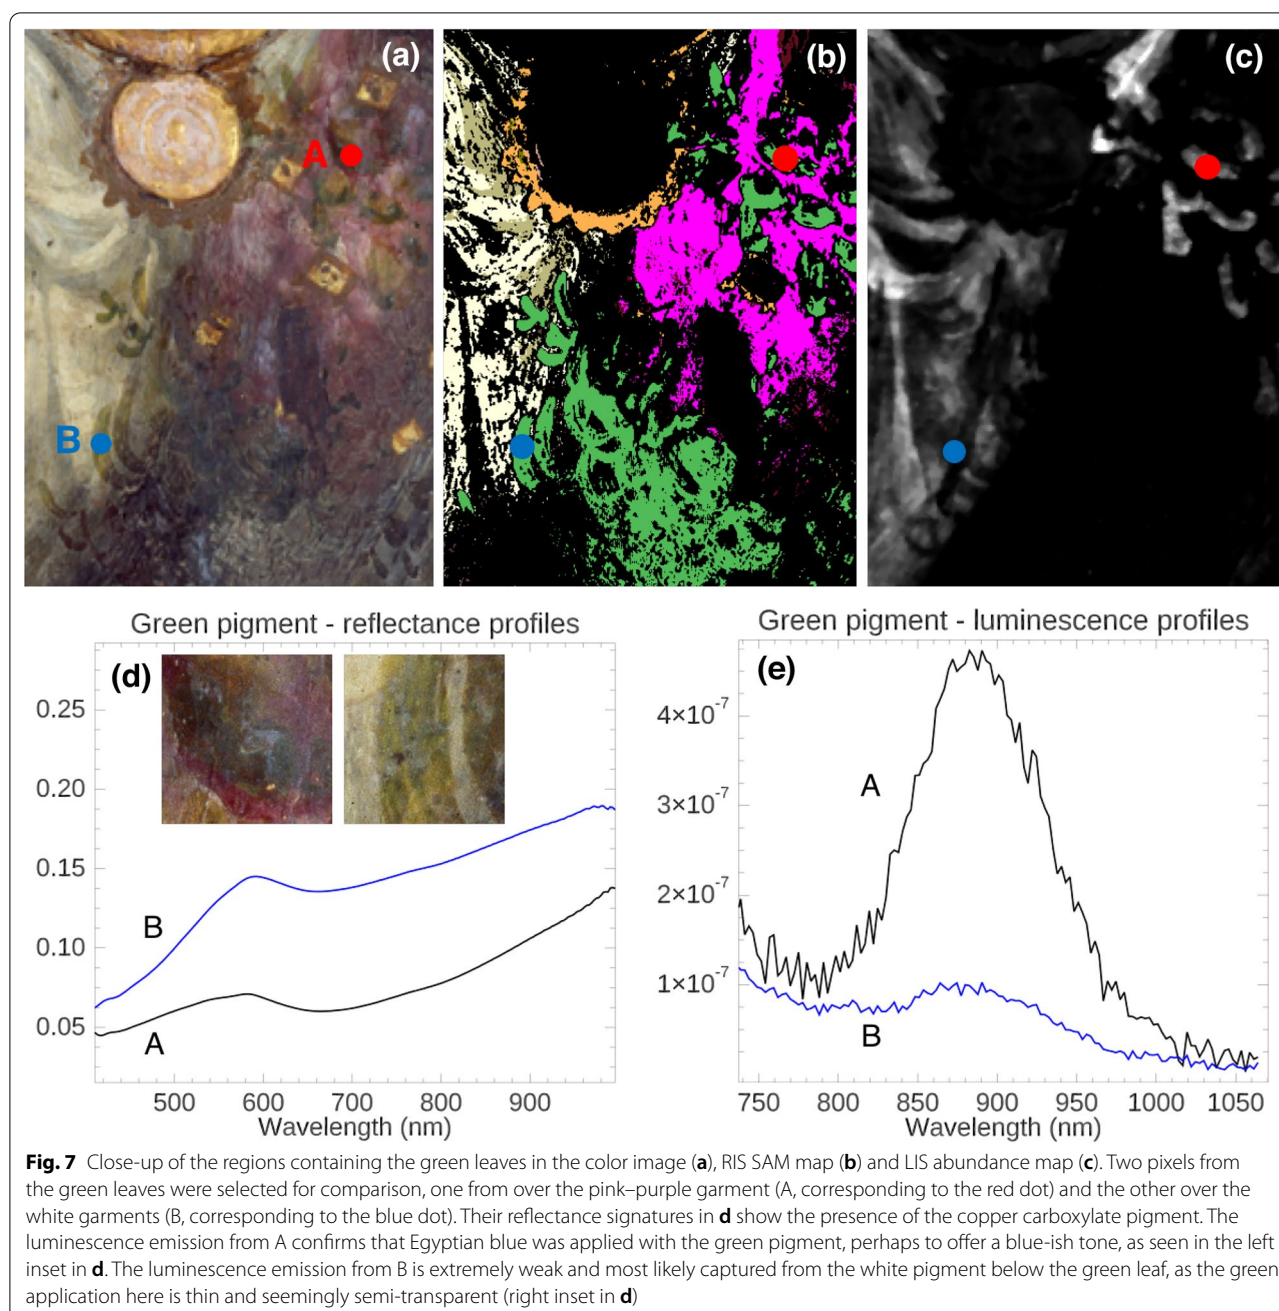 (a)
(b)
(c)
A
B
Green pigment - reflectance profiles
(d)
0.25
0.20
0.15
0.10
0.05
B
A
500 600 700 800 900
Wavelength (nm)
Green pigment - luminescence profiles
(e)
4×10⁻⁷
3×10⁻⁷
2×10⁻⁷
1×10⁻⁷
A
B
750 800 850 900 950 1000 1050
Wavelength (nm)
Fig. 7 Close-up of the regions containing the green leaves in the color image (a), RIS SAM map (b) and LIS abundance map (c). Two pixels from
the green leaves were selected for comparison, one from over the pink–purple garment (A, corresponding to the red dot) and the other over the
white garments (B, corresponding to the blue dot). Their reflectance signatures in d show the presence of the copper carboxylate pigment. The
luminescence emission from A confirms that Egyptian blue was applied with the green pigment, perhaps to offer a blue-ish tone, as seen in the left
inset in d. The luminescence emission from B is extremely weak and most likely captured from the white pigment below the green leaf, as the green
application here is thin and seemingly semi-transparent (right inset in d)